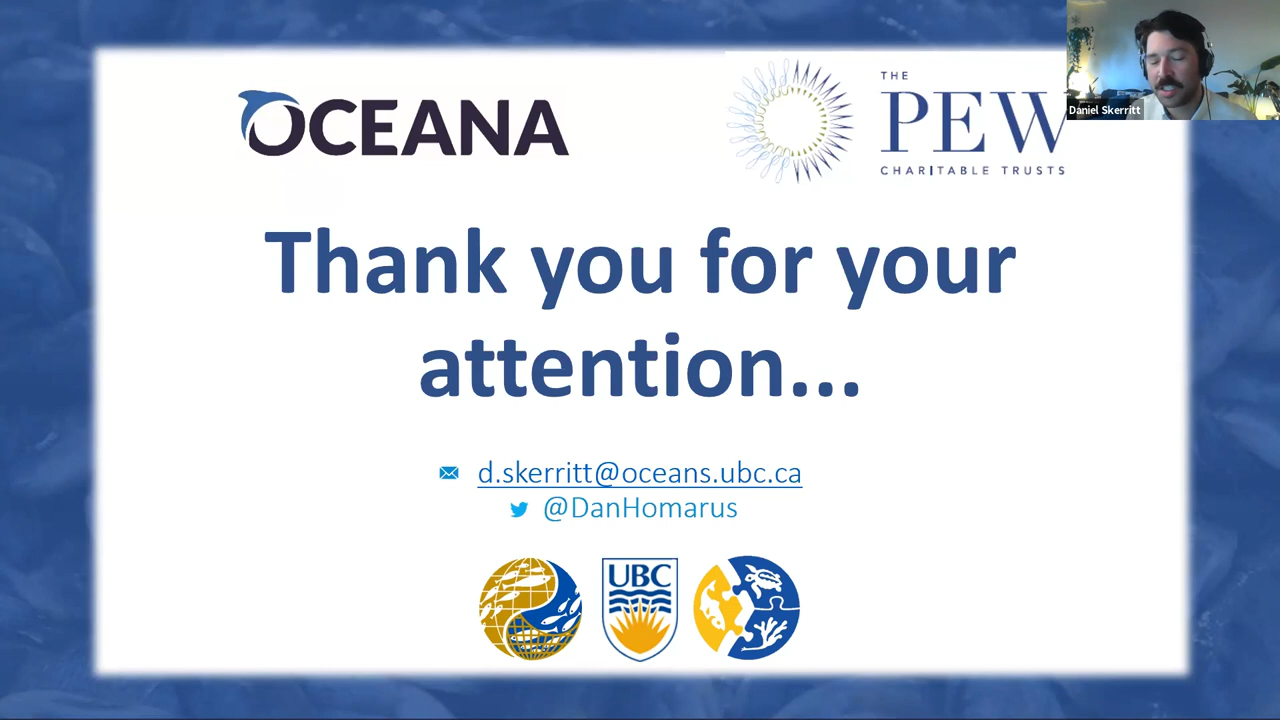 OCEANA
THE
PEW
CHARITABLE TRUSTS
Daniel Skerritt
Thank you for your
attention...
d.skerritt@oceans.ubc.ca
@DanHomarus
UBC